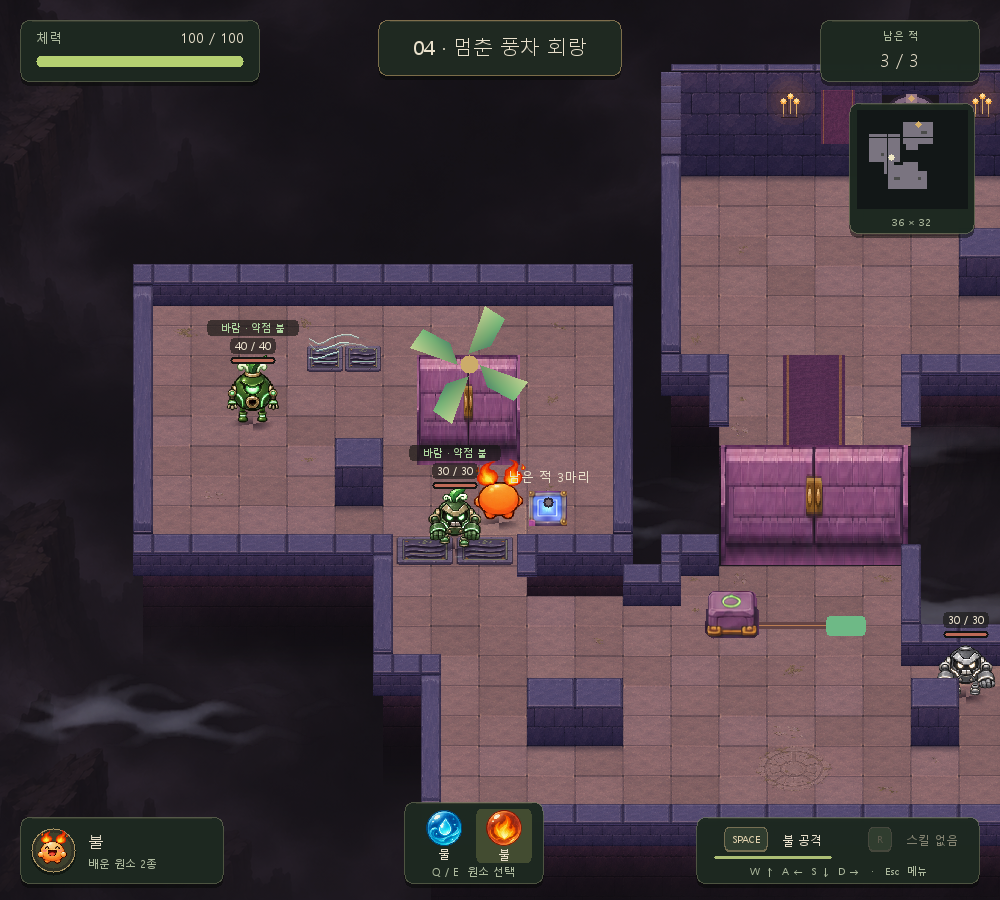 체력 100 / 100
04 · 멈춘 풍차 회랑
남은 적
3 / 3
36 × 32
바람 · 약점 불
40 / 40
바람 · 약점 불
30 / 30
남은 적 3마리
30 / 30
불
배운 원소 2종
물 불
Q / E 원소 선택
SPACE 불 공격 R 스킬 없음
W ↑ A ← S ↓ D → · Esc 메뉴